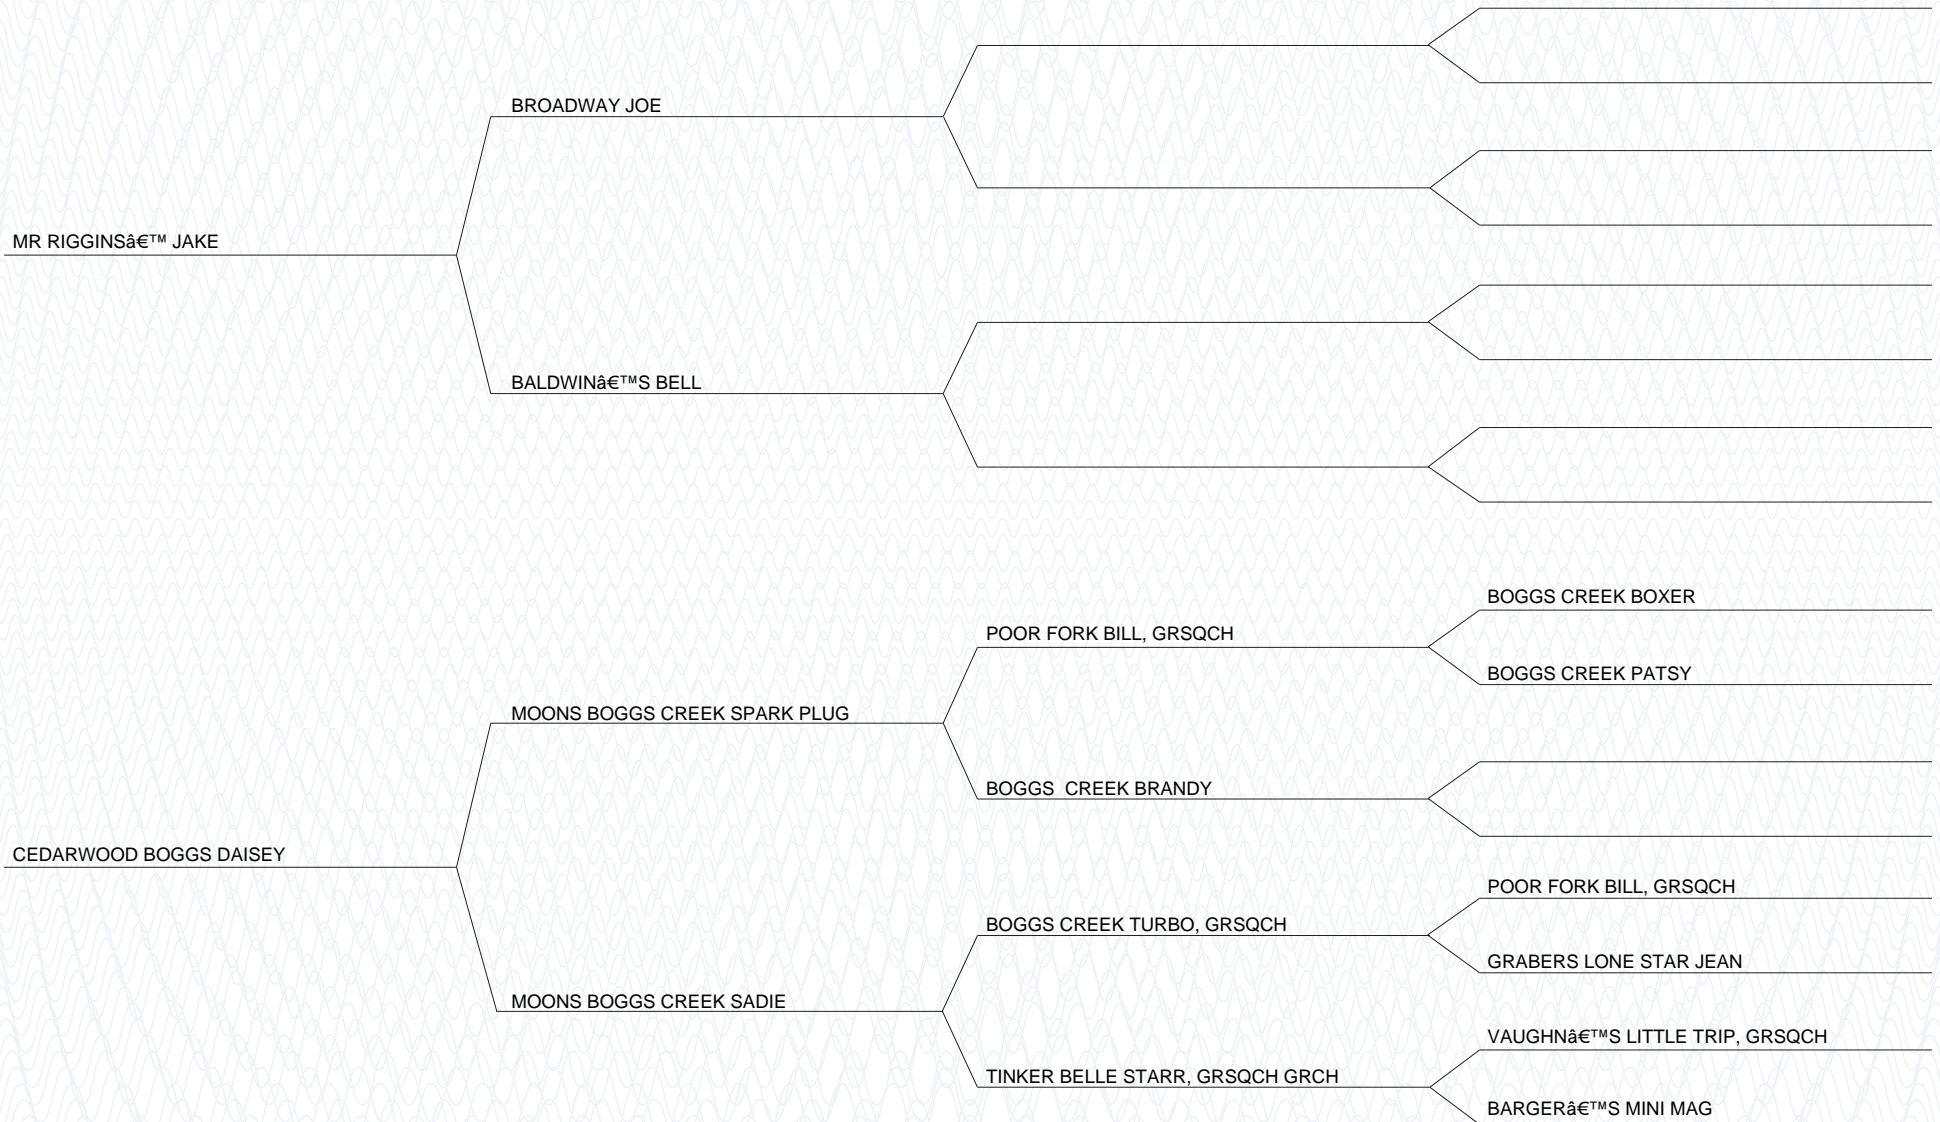 BROADWAY JOE
MR RIGGINSâ€™ JAKE
BALDWINâ€™S BELL
BOGGS CREEK BOXER
POOR FORK BILL, GRSQCH
BOGGS CREEK PATSY
MOONS BOGGS CREEK SPARK PLUG
BOGGS  CREEK BRANDY
CEDARWOOD BOGGS DAISEY
POOR FORK BILL, GRSQCH
BOGGS CREEK TURBO, GRSQCH
GRABERS LONE STAR JEAN
MOONS BOGGS CREEK SADIE
VAUGHNâ€™S LITTLE TRIP, GRSQCH
TINKER BELLE STARR, GRSQCH GRCH
BARGERâ€™S MINI MAG